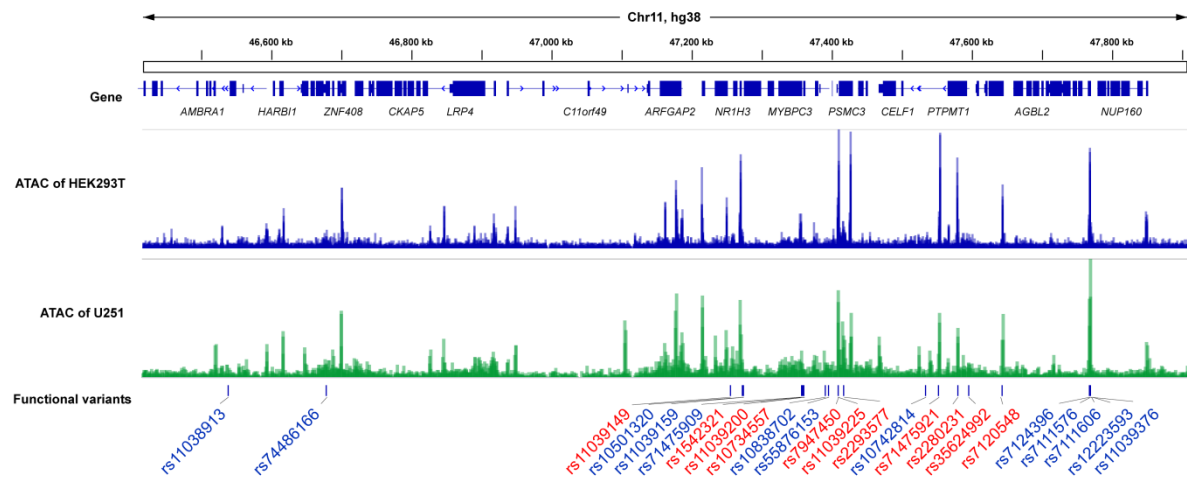 Chr11, hg38
46,600 kb 46,800 kb 47,000 kb 47,200 kb 47,400 kb 47,600 kb 47,800 kb
Gene
AMBRA1 HARBI1 ZNF408 CKAP5 LRP4 C11orf49 ARFGAP2 NR1H3 MYBPC3 PSMC3 CELF1 PTPMT1 AGBL2 NUP160
ATAC of HEK293T
ATAC of U251
Functional variants
rs11038913
rs74486166
rs11039149
rs10501320
rs11039159
rs71475909
rs1542321
rs11039200
rs10734557
rs10838702
rs55876153
rs7947450
rs11039225
rs2293577
rs10742814
rs71475921
rs2280231
rs35624992
rs7120548
rs7124396
rs7111576
rs7111606
rs12223593
rs11039376